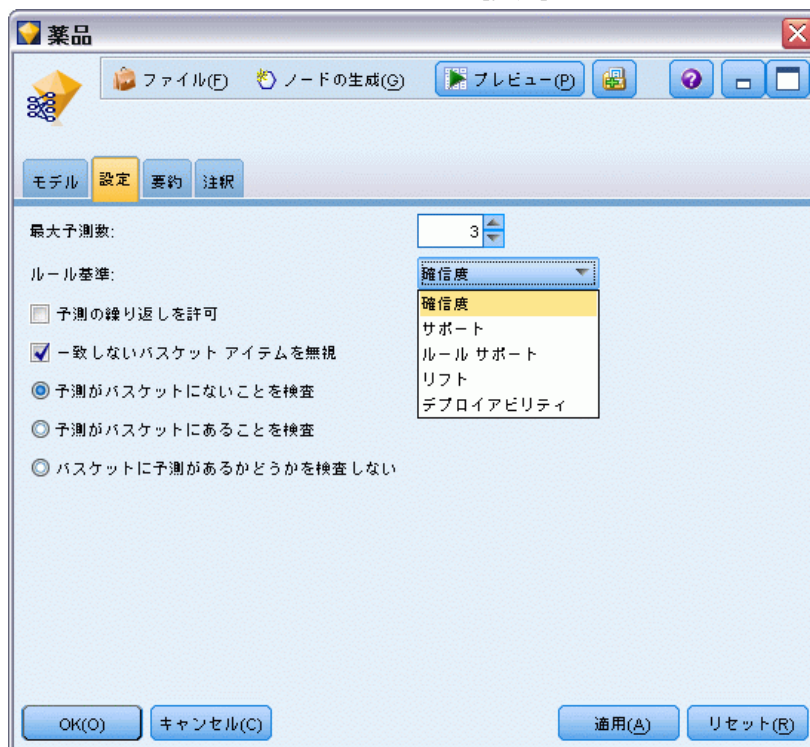 薬品
ファイル(F) ノードの生成(G) プレビュー(P)
モデル 設定 要約 注釈
最大予測数: 3
ルール基準: 確信度
確信度
サポート
ルール サポート
リフト
デプロイアビリティ
予測の繰り返しを許可
一致しないバスケット アイテムを無視
予測がバスケットにないことを検査
予測がバスケットにあることを検査
バスケットに予測があるかどうかを検査しない
OK(O) キャンセル(C) 適用(A) リセット(R)